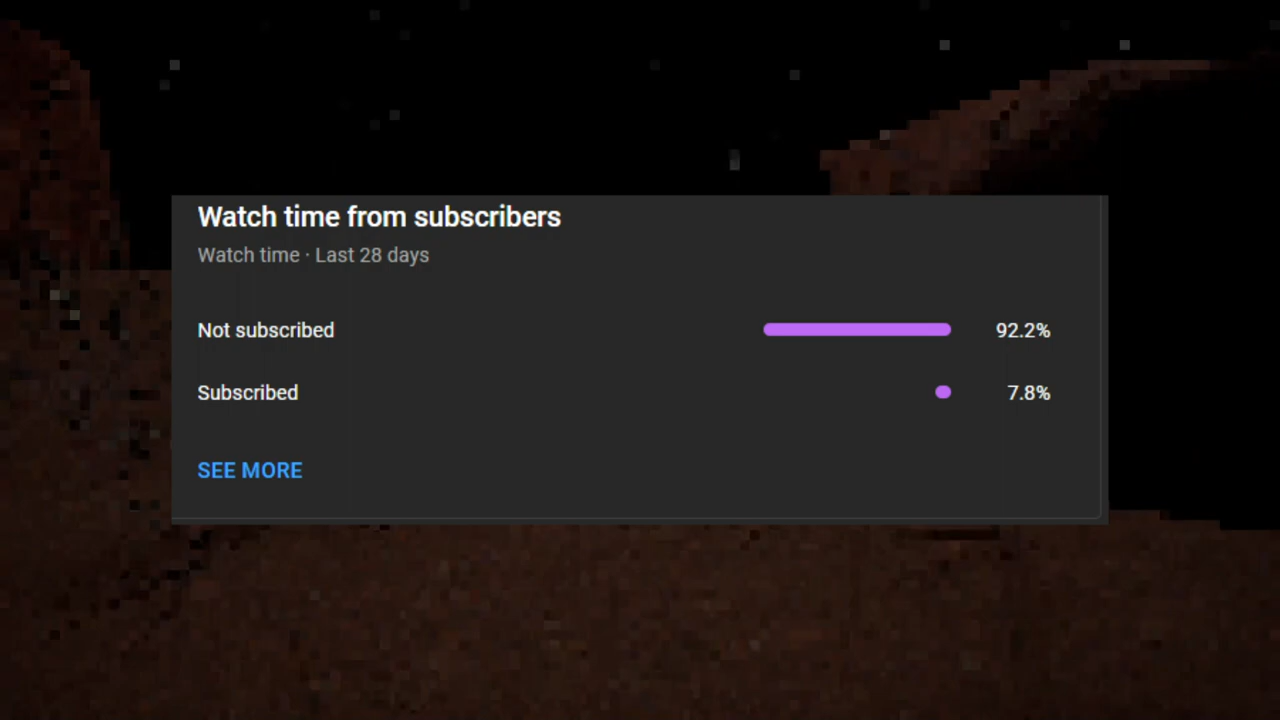 Watch time from subscribers
Watch time · Last 28 days
Not subscribed 92.2%
Subscribed 7.8%
SEE MORE